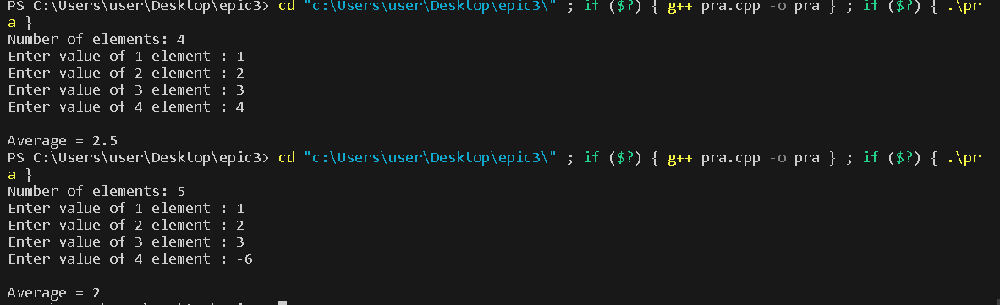 PS C:\Users\user\Desktop\epic3> cd "c:\Users\user\Desktop\epic3\" ; if ($?) { g++ pra.cpp -o pra } ; if ($?) { .\pr
a }
Number of elements: 4
Enter value of 1 element : 1
Enter value of 2 element : 2
Enter value of 3 element : 3
Enter value of 4 element : 4
Average = 2.5
PS C:\Users\user\Desktop\epic3> cd "c:\Users\user\Desktop\epic3\" ; if ($?) { g++ pra.cpp -o pra } ; if ($?) { .\pr
a }
Number of elements: 5
Enter value of 1 element : 1
Enter value of 2 element : 2
Enter value of 3 element : 3
Enter value of 4 element : -6
Average = 2